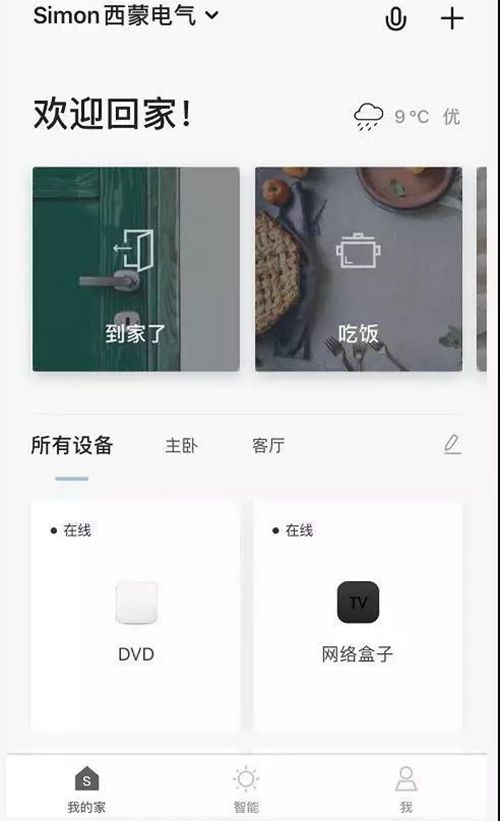 Simon西蒙电气
欢迎回家!
9°C 优
到家了
吃饭
所有设备 主卧 客厅
在线
在线
TV
DVD
网络盒子
S
我的家 智能 我